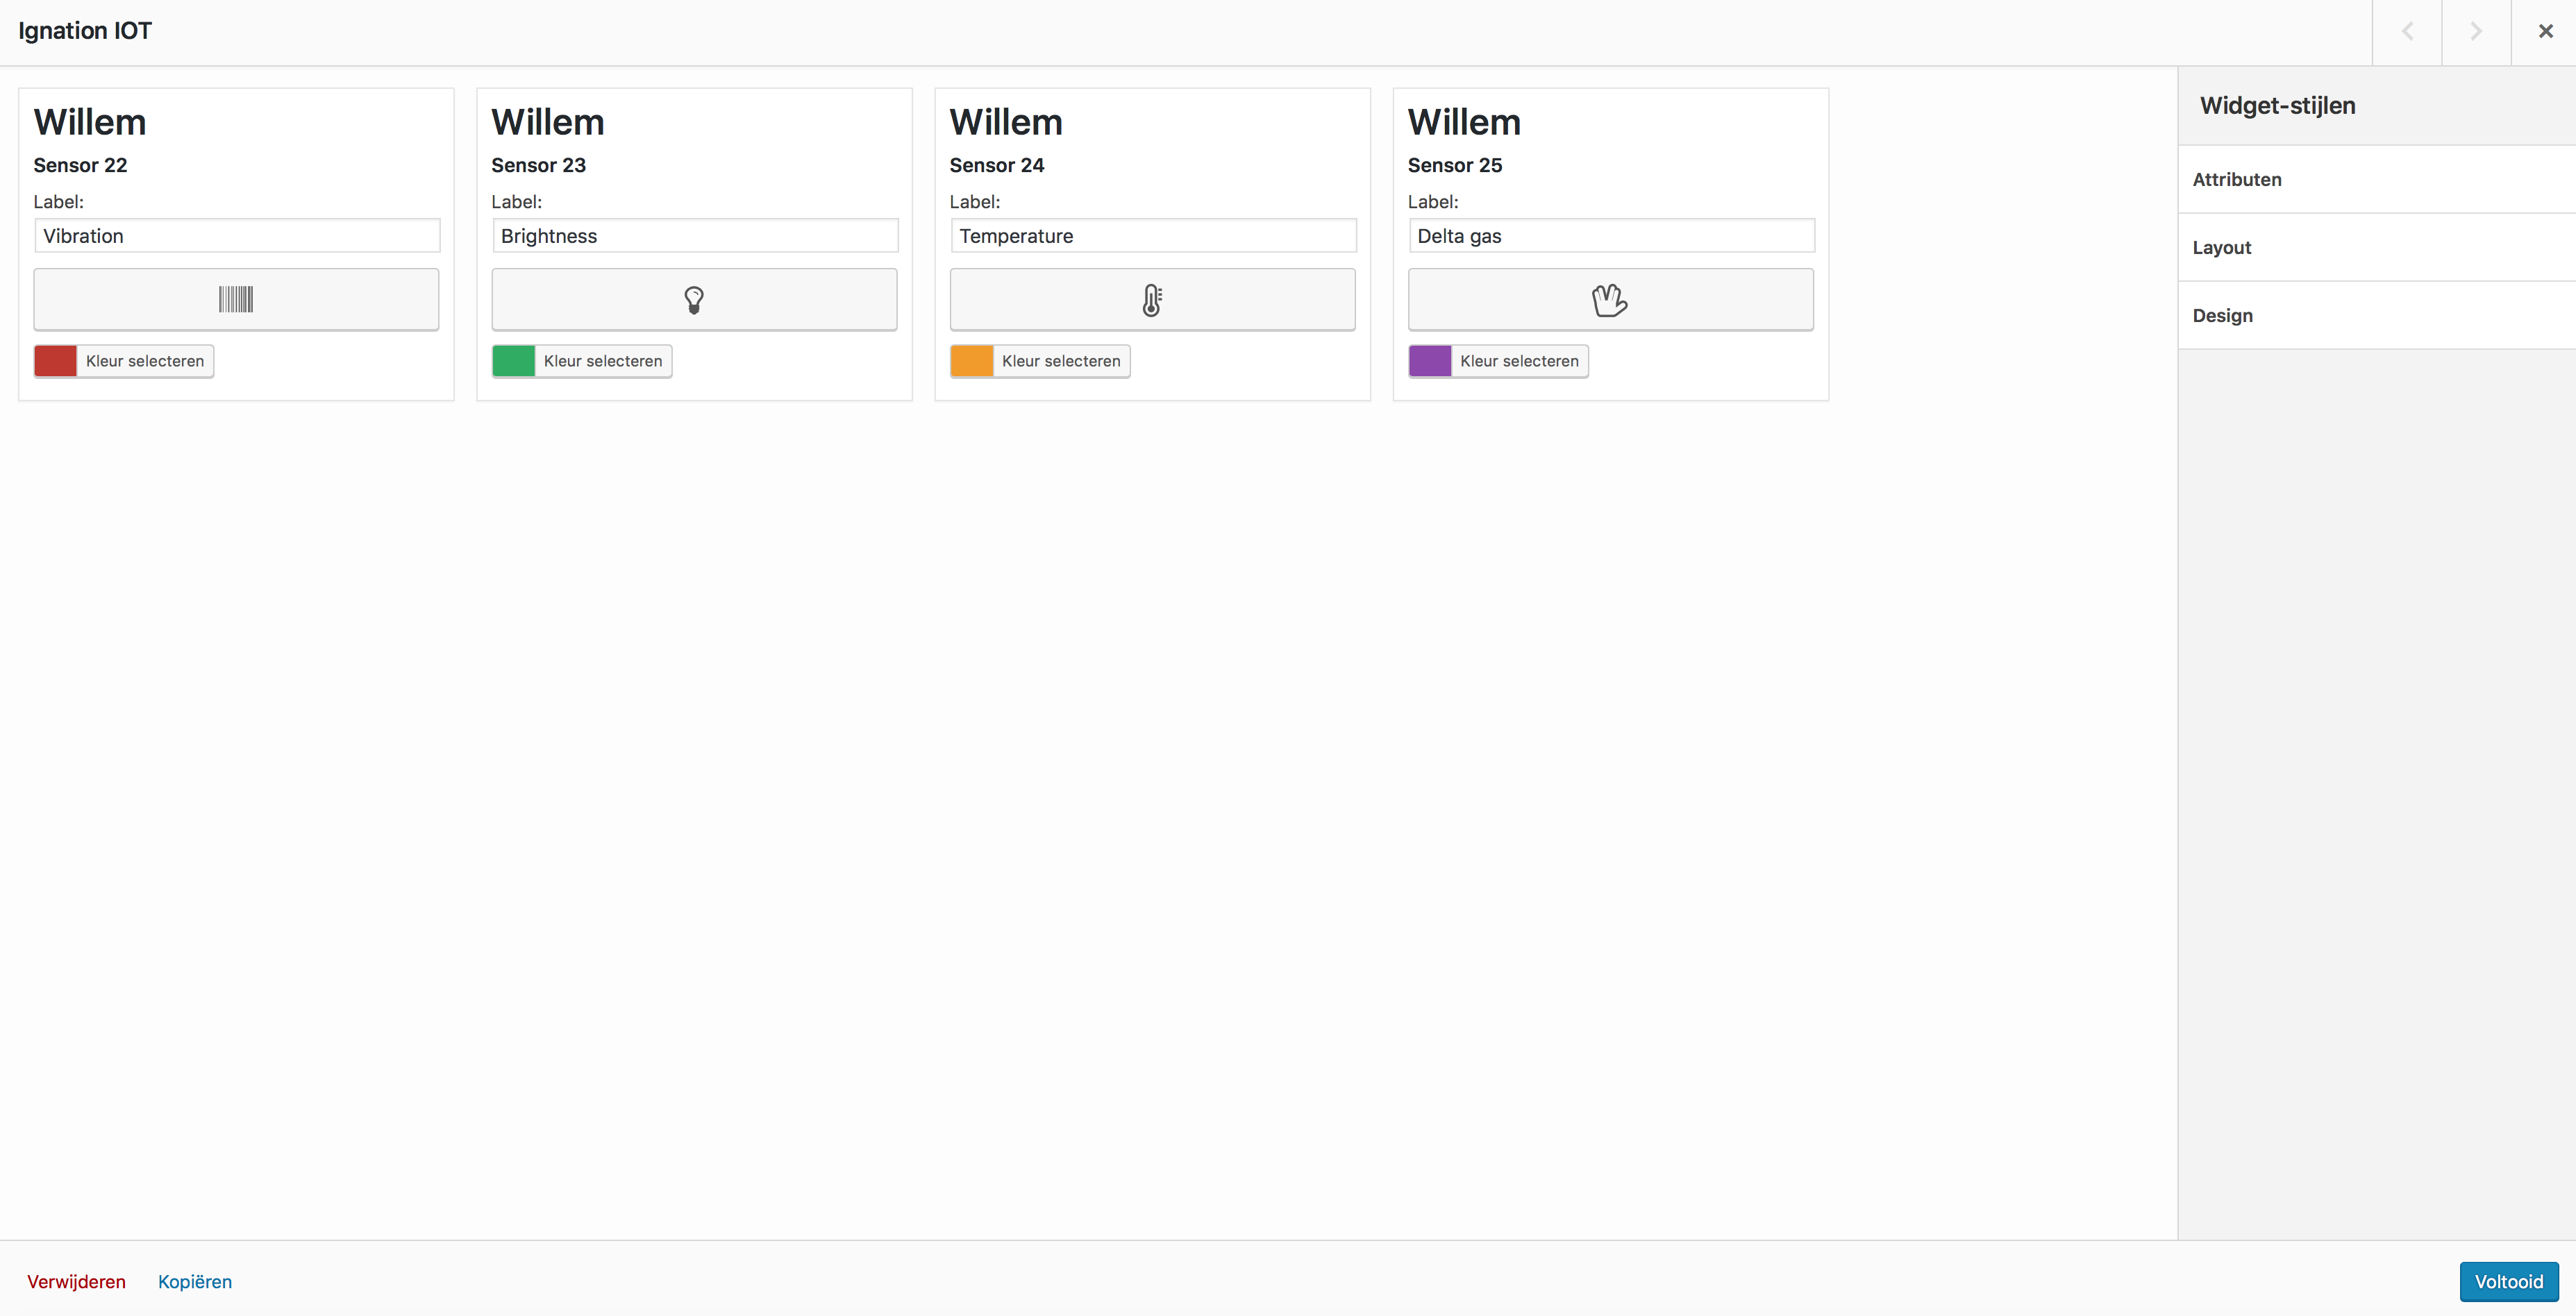 Ignation IOT
Willem
Sensor 22
Label:
Vibration
Kleur selecteren
Willem
Sensor 23
Label:
Brightness
Kleur selecteren
Willem
Sensor 24
Label:
Temperature
Kleur selecteren
Willem
Sensor 25
Label:
Delta gas
Kleur selecteren
Widget-stijlen
Attributen
Layout
Design
Verwijderen
Kopiëren
Voltooid